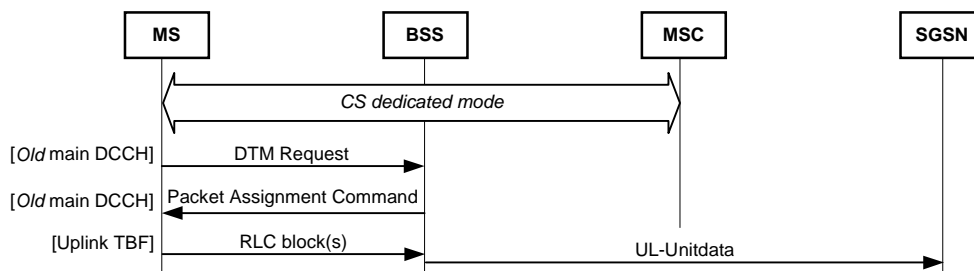 MS BSS MSC SGSN
CS dedicated mode
[Old main DCCH] DTM Request
[Old main DCCH] Packet Assignment Command
[Uplink TBF] RLC block(s) UL-Unitdata